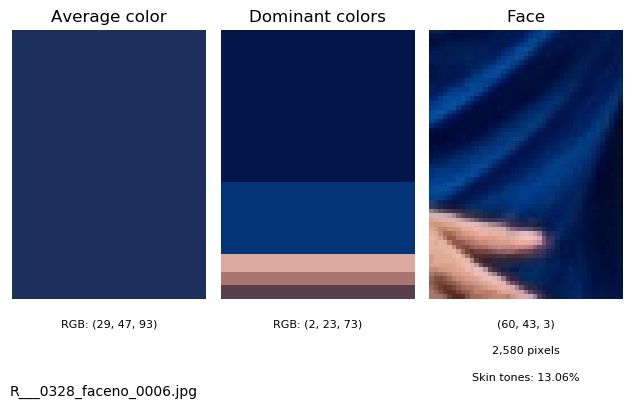 Average color
Dominant colors
Face
RGB: (29, 47, 93)
RGB: (2, 23, 73)
(60, 43, 3)
2,580 pixels
Skin tones: 13.06%
R___0328_faceno_0006.jpg